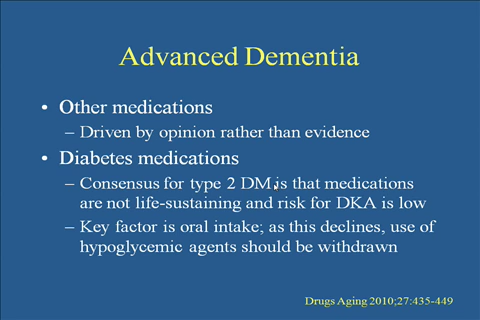 Advanced Dementia
• Other medications
– Driven by opinion rather than evidence
• Diabetes medications
– Consensus for type 2 DM is that medications
are not life-sustaining and risk for DKA is low
– Key factor is oral intake; as this declines, use of
hypoglycemic agents should be withdrawn
Drugs Aging 2010;27:435-449